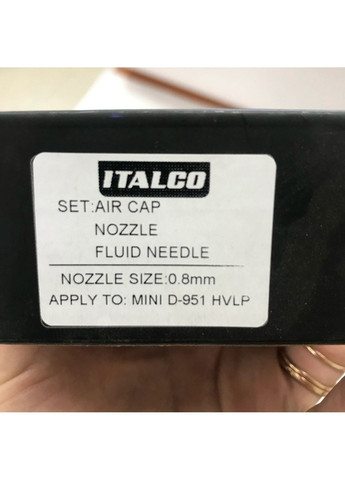 ITALCO
SET:AIR CAP
NOZZLE
FLUID NEEDLE
NOZZLE SIZE:0.8mm
APPLY TO: MINI D-951 HVLP